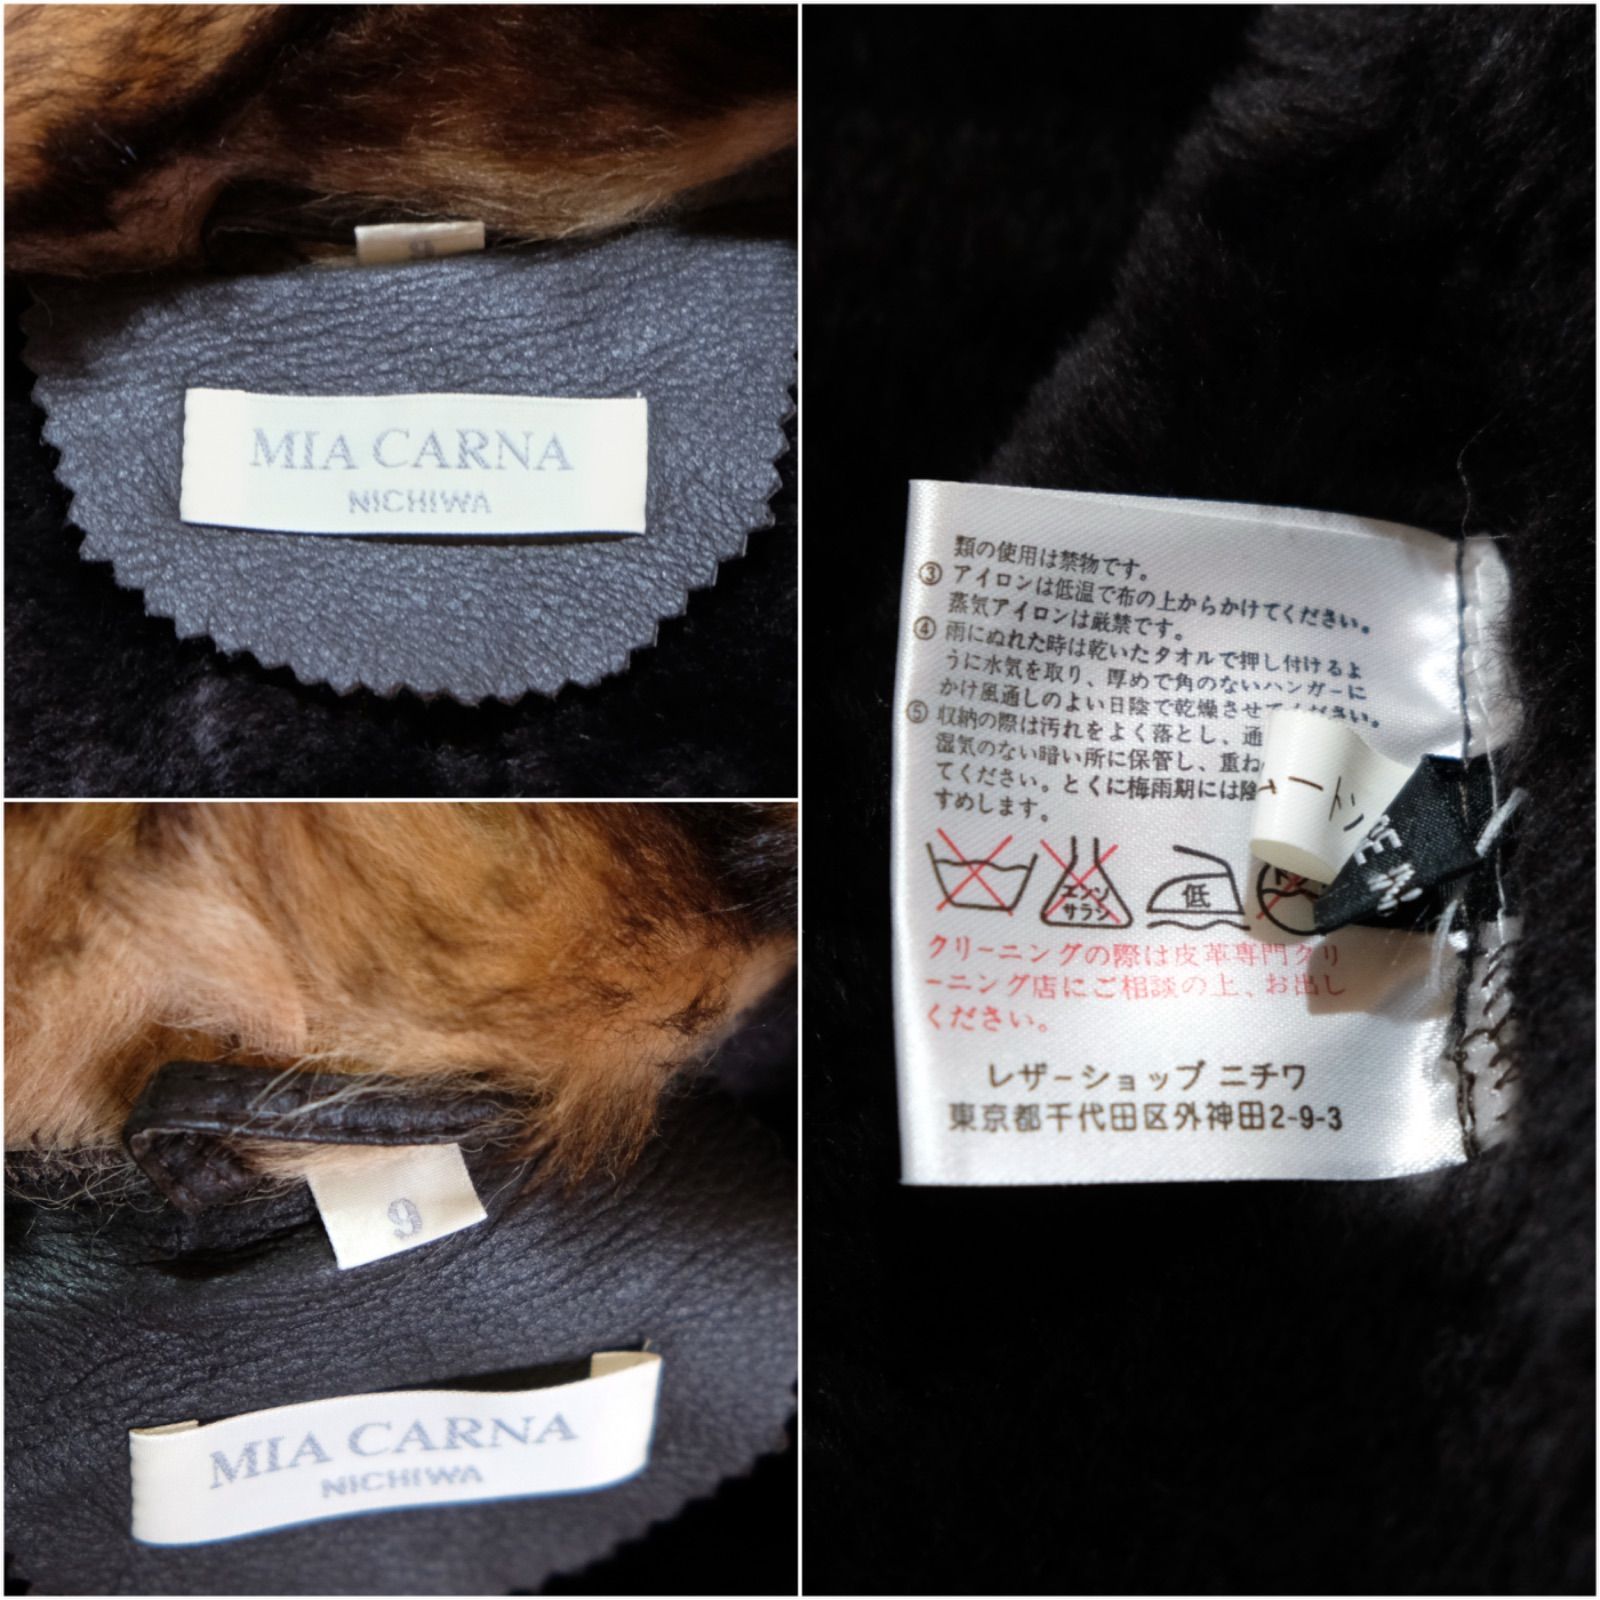 9
MIA CARNA
NICHIWA
9
MIA CARNA
NICHIWA
類の使用は禁物です。
③ アイロンは低温で布の上からかけてください。
蒸気アイロンは厳禁です。
④ 雨にぬれた時は乾いたタオルで押し付けるよ
うに水気を取り、厚めで角のないハンガーに
かけ風通しのよい日陰で乾燥させてください。
⑤ 収納の際は汚れをよく落とし、通
湿気のない暗い所に保管し、重ね
てください。とくに梅雨期には除
すめします。
エンソ
サラシ
低
クリーニングの際は皮革専門クリ
ーニング店にご相談の上、お出し
ください。
レザーショップ ニチワ
東京都千代田区外神田2-9-3